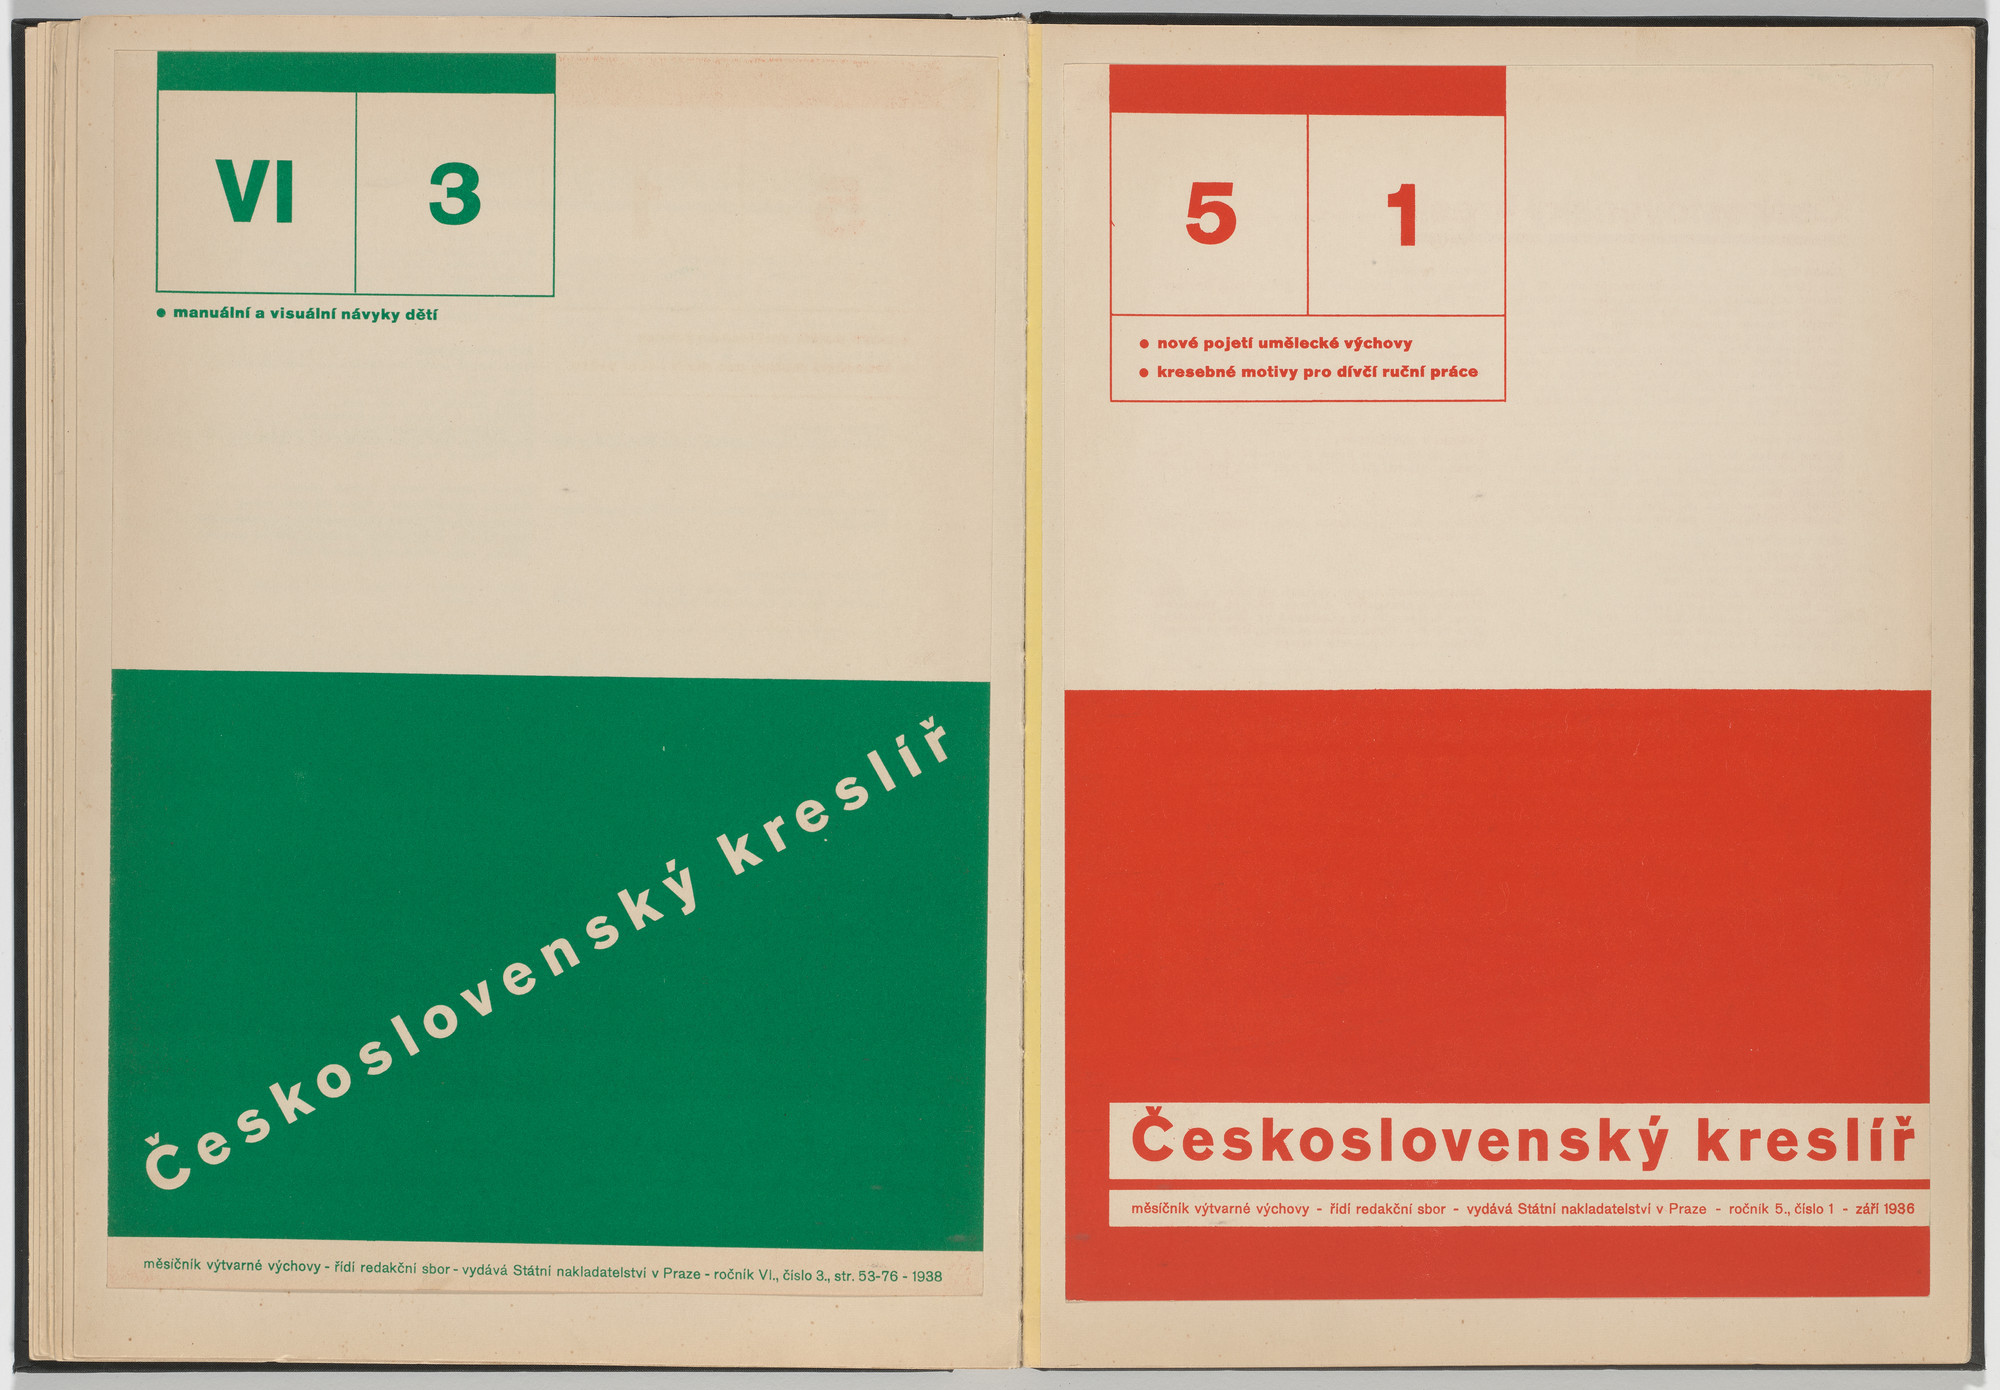 VI 3
● manuální a visuální návyky dětí
Československý kreslíř
měsíčník výtvarné výchovy - řídí redakční sbor - vydává Státní nakladatelství v Praze - ročník VI., číslo 3., str. 53-76 - 1938
5 1
● nové pojetí umělecké výchovy
● kresebné motivy pro dívčí ruční práce
Československý kreslíř
měsíčník výtvarné výchovy - řídí redakční sbor - vydává Státní nakladatelství v Praze - ročník 5., číslo 1 - září 1936